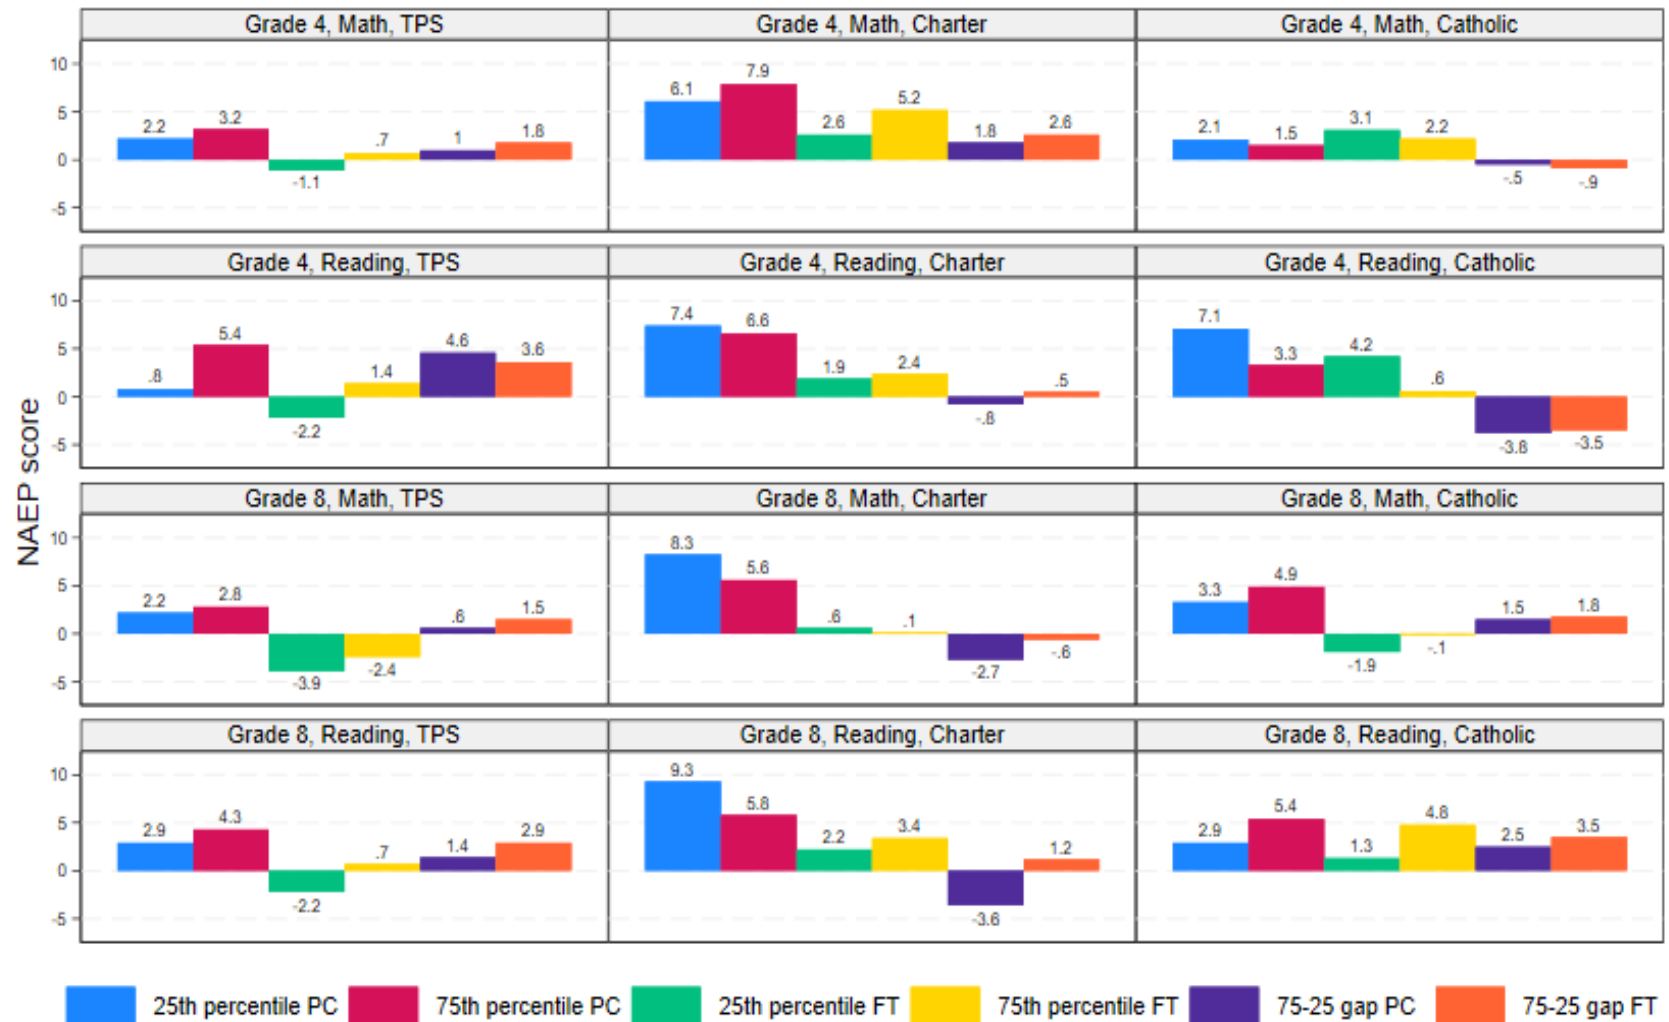 Grade 4, Math, TPS Grade 4, Math, Charter Grade 4, Math, Catholic
10
5
0
-5
2.2 3.2 -1.1 .7 1 1.8
6.1 7.9 2.6 5.2 1.8 2.6
2.1 1.5 3.1 2.2 -.5 -.9
Grade 4, Reading, TPS Grade 4, Reading, Charter Grade 4, Reading, Catholic
10
5
0
-5
.8 5.4 -2.2 1.4 4.6 3.6
7.4 6.6 1.9 2.4 -.8 .5
7.1 3.3 4.2 .6 -3.8 -3.5
NAEP score
Grade 8, Math, TPS Grade 8, Math, Charter Grade 8, Math, Catholic
10
5
0
-5
2.2 2.8 -3.9 -2.4 .6 1.5
8.3 5.6 .6 .1 -2.7 -.6
3.3 4.9 -1.9 -.1 1.5 1.8
Grade 8, Reading, TPS Grade 8, Reading, Charter Grade 8, Reading, Catholic
10
5
0
-5
2.9 4.3 -2.2 .7 1.4 2.9
9.3 5.8 2.2 3.4 -3.6 1.2
2.9 5.4 1.3 4.8 2.5 3.5
25th percentile PC 75th percentile PC 25th percentile FT 75th percentile FT 75-25 gap PC 75-25 gap FT